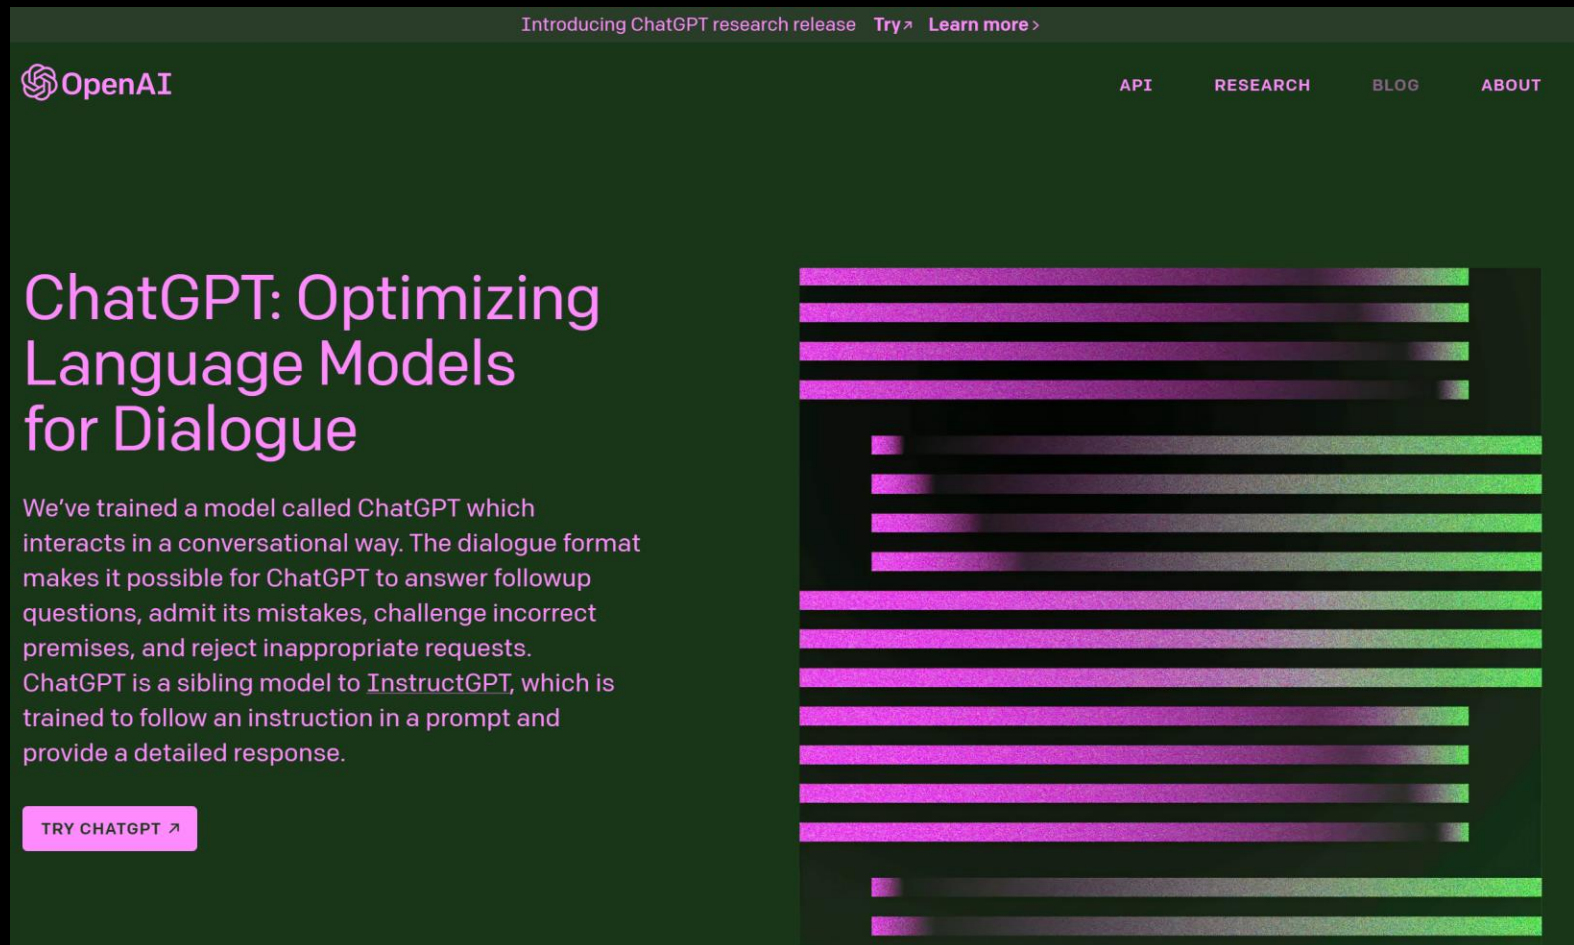 Introducing ChatGPT research release Try↗ Learn more›
OpenAI
API RESEARCH BLOG ABOUT
ChatGPT: Optimizing
Language Models
for Dialogue
We’ve trained a model called ChatGPT which
interacts in a conversational way. The dialogue format
makes it possible for ChatGPT to answer followup
questions, admit its mistakes, challenge incorrect
premises, and reject inappropriate requests.
ChatGPT is a sibling model to InstructGPT, which is
trained to follow an instruction in a prompt and
provide a detailed response.
TRY CHATGPT ↗